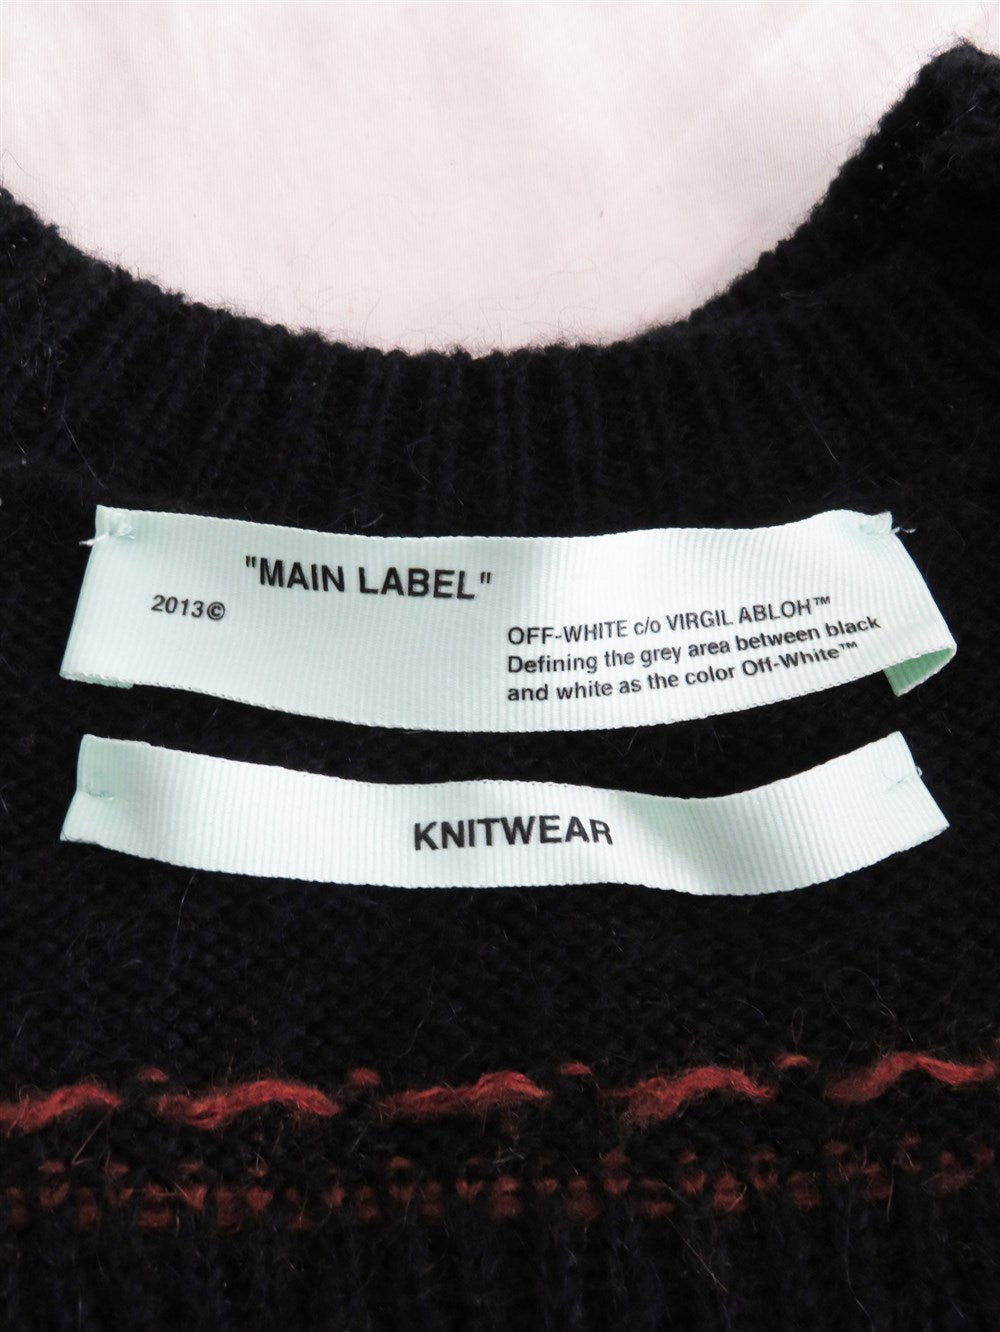 "MAIN LABEL"
2013©
OFF-WHITE c/o VIRGIL ABLOH™
Defining the grey area between black
and white as the color Off-White™
KNITWEAR